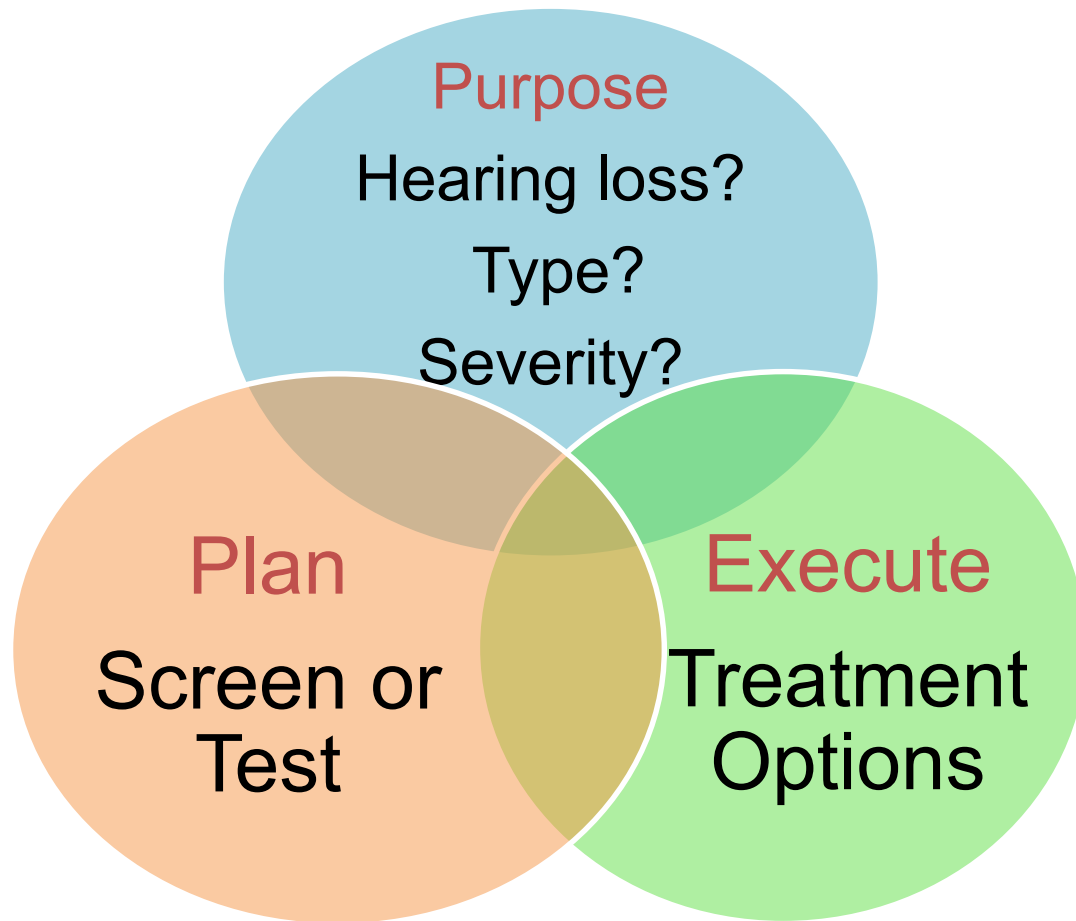 Purpose
Hearing loss?
Type?
Severity?
Plan
Screen or
Test
Execute
Treatment
Options